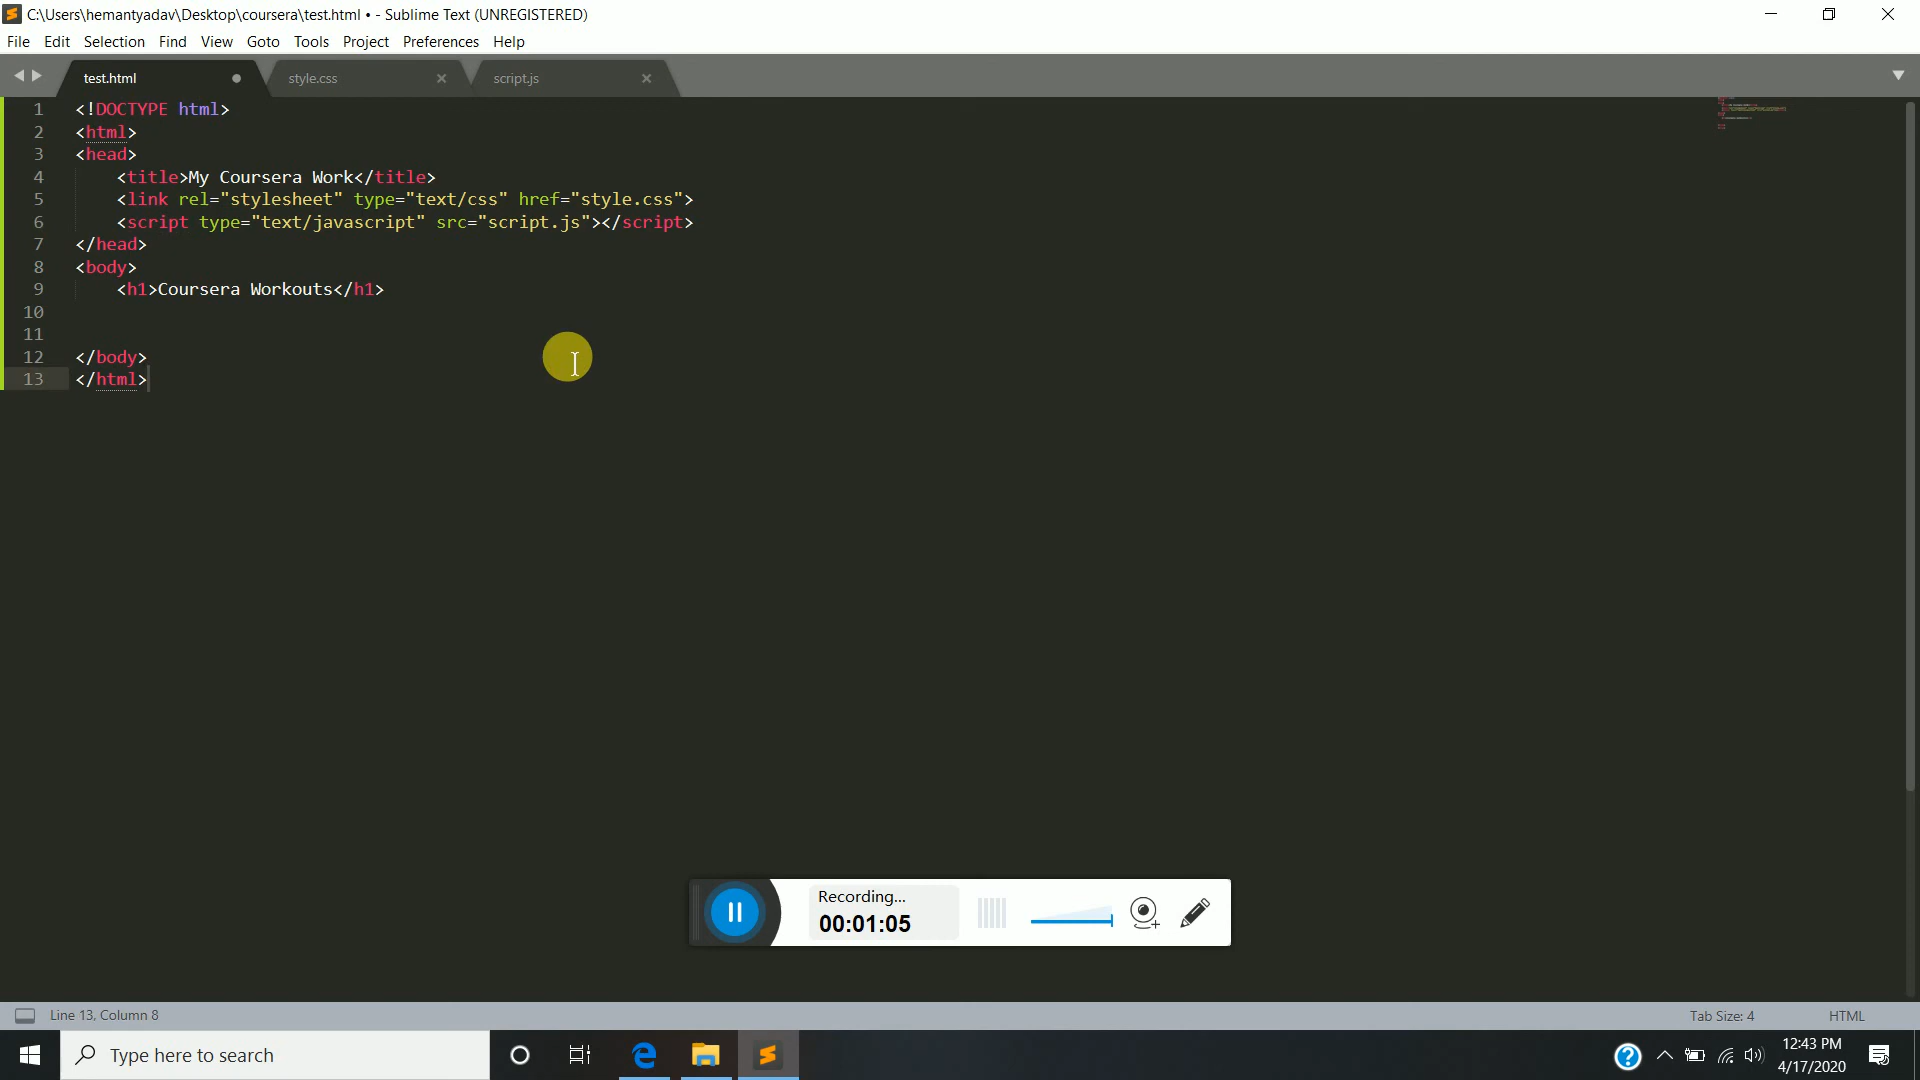 C:\Users\hemantyadav\Desktop\coursera\test.html • - Sublime Text (UNREGISTERED)
File Edit Selection Find View Goto Tools Project Preferences Help
test.html style.css script.js
1 <!DOCTYPE html>
2 <html>
3 <head>
4 <title>My Coursera Work</title>
5 <link rel="stylesheet" type="text/css" href="style.css">
6 <script type="text/javascript" src="script.js"></script>
7 </head>
8 <body>
9 <h1>Coursera Workouts</h1>
10
11
12 </body>
13 </html>
Recording...
00:01:05
Line 13, Column 8 Tab Size: 4 HTML
Type here to search
12:43 PM
4/17/2020